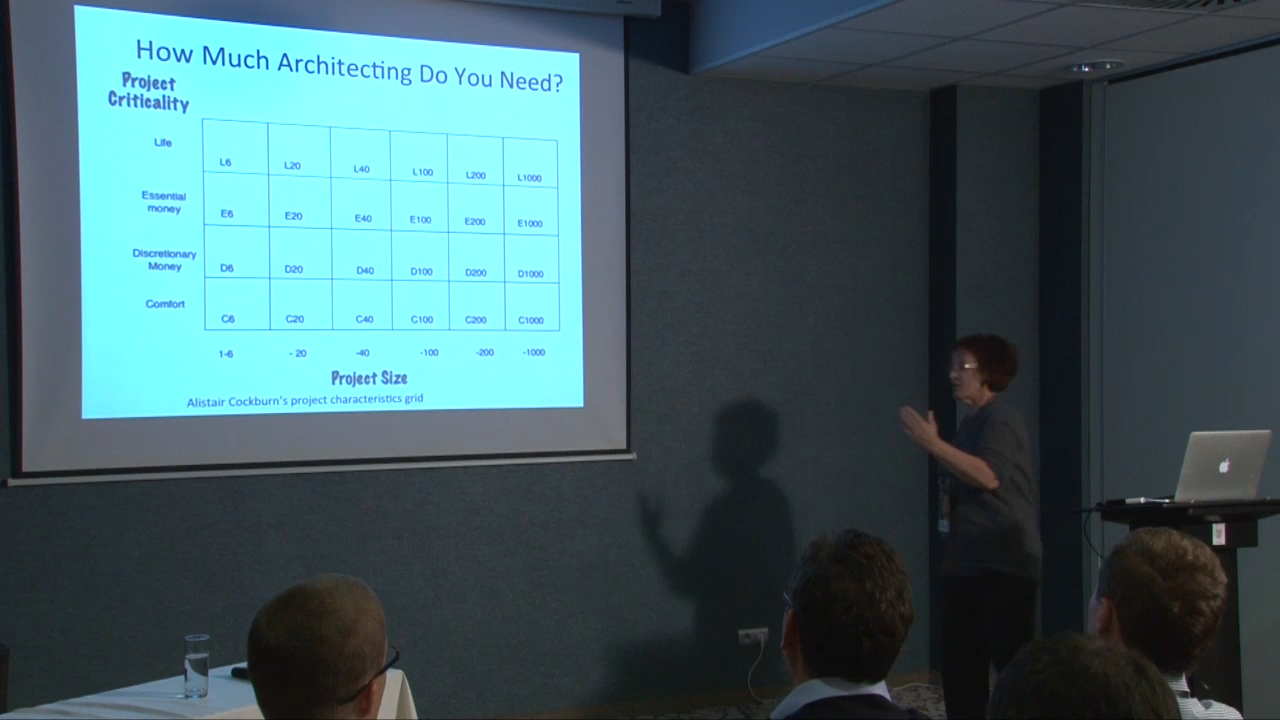 How Much Architecting Do You Need?
Project
Criticality
Life
L6 L20 L40 L100 L200 L1000
Essential
money
E6 E20 E40 E100 E200 E1000
Discretionary
Money
D6 D20 D40 D100 D200 D1000
Comfort
C6 C20 C40 C100 C200 C1000
1-6 - 20 -40 -100 -200 -1000
Project Size
Alistair Cockburn's project characteristics grid